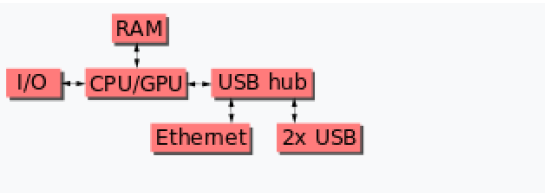 RAM
I/O
CPU/GPU
USB hub
Ethernet
2x USB